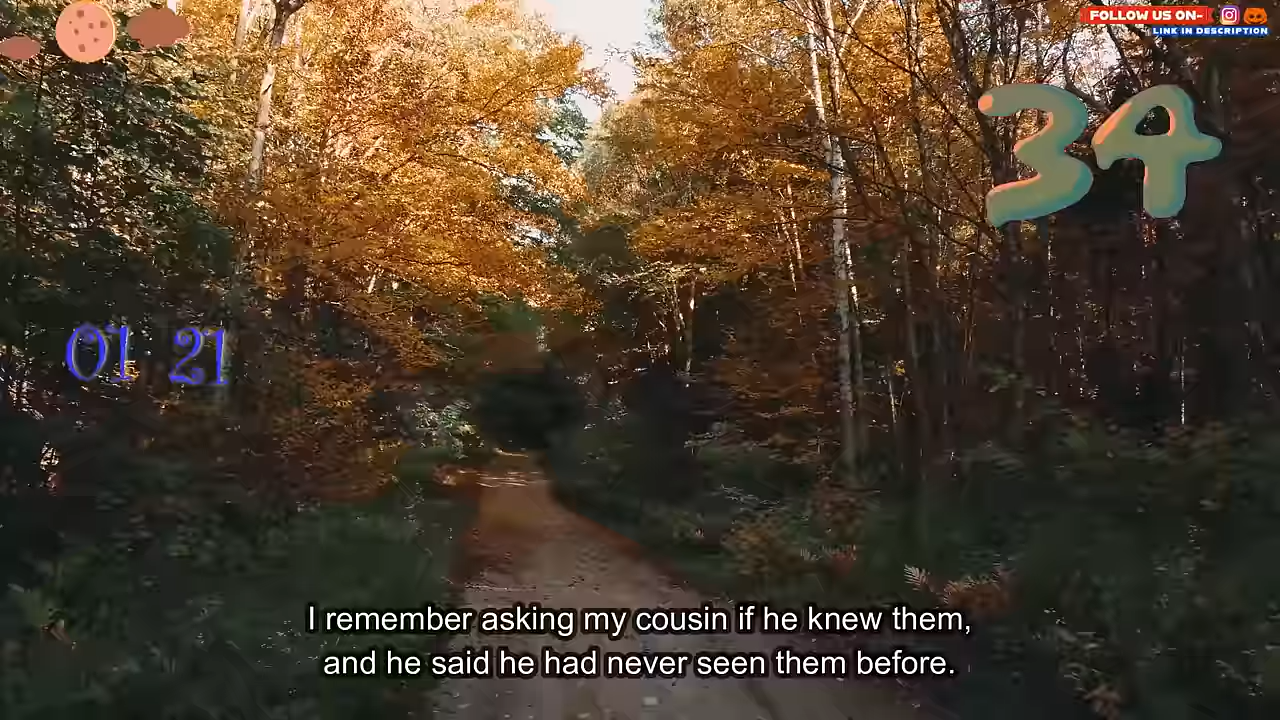 FOLLOW US ON-
LINK IN DESCRIPTION
34
01 21
I remember asking my cousin if he knew them,
and he said he had never seen them before.